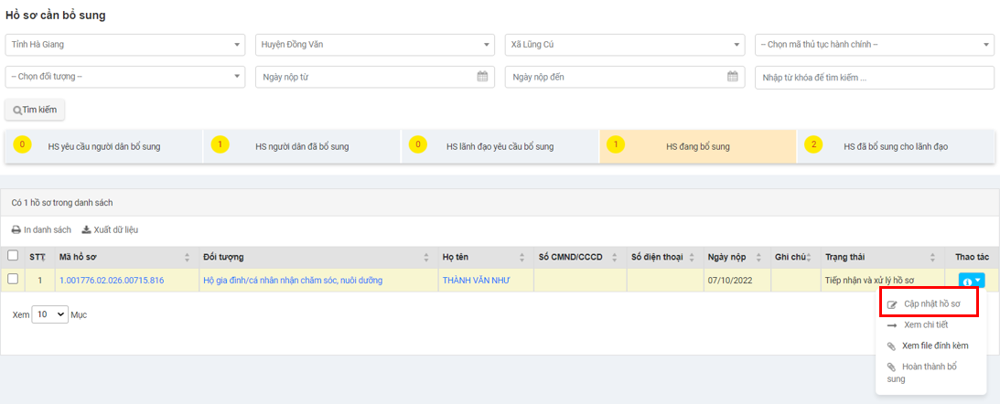 Hồ sơ cần bổ sung
Tỉnh Hà Giang
Huyện Đồng Văn
Xã Lũng Cú
-- Chọn mã thủ tục hành chính --
-- Chọn đối tượng --
Ngày nộp từ
Ngày nộp đến
Nhập từ khóa để tìm kiếm ...
Tìm kiếm
0 HS yêu cầu người dân bổ sung
1 HS người dân đã bổ sung
0 HS lãnh đạo yêu cầu bổ sung
1 HS đang bổ sung
2 HS đã bổ sung cho lãnh đạo
Có 1 hồ sơ trong danh sách
In danh sách Xuất dữ liệu
STT Mã hồ sơ Đối tượng Họ tên Số CMND/CCCD Số điện thoại Ngày nộp Ghi chú Trạng thái Thao tác
1 1.001776.02.026.00715.816 Hộ gia đình/cá nhân nhận chăm sóc, nuôi dưỡng THÀNH VĂN NHƯ 07/10/2022 Tiếp nhận và xử lý hồ sơ
Xem 10 Mục
Cập nhật hồ sơ
Xem chi tiết
Xem file đính kèm
Hoàn thành bổ
sung